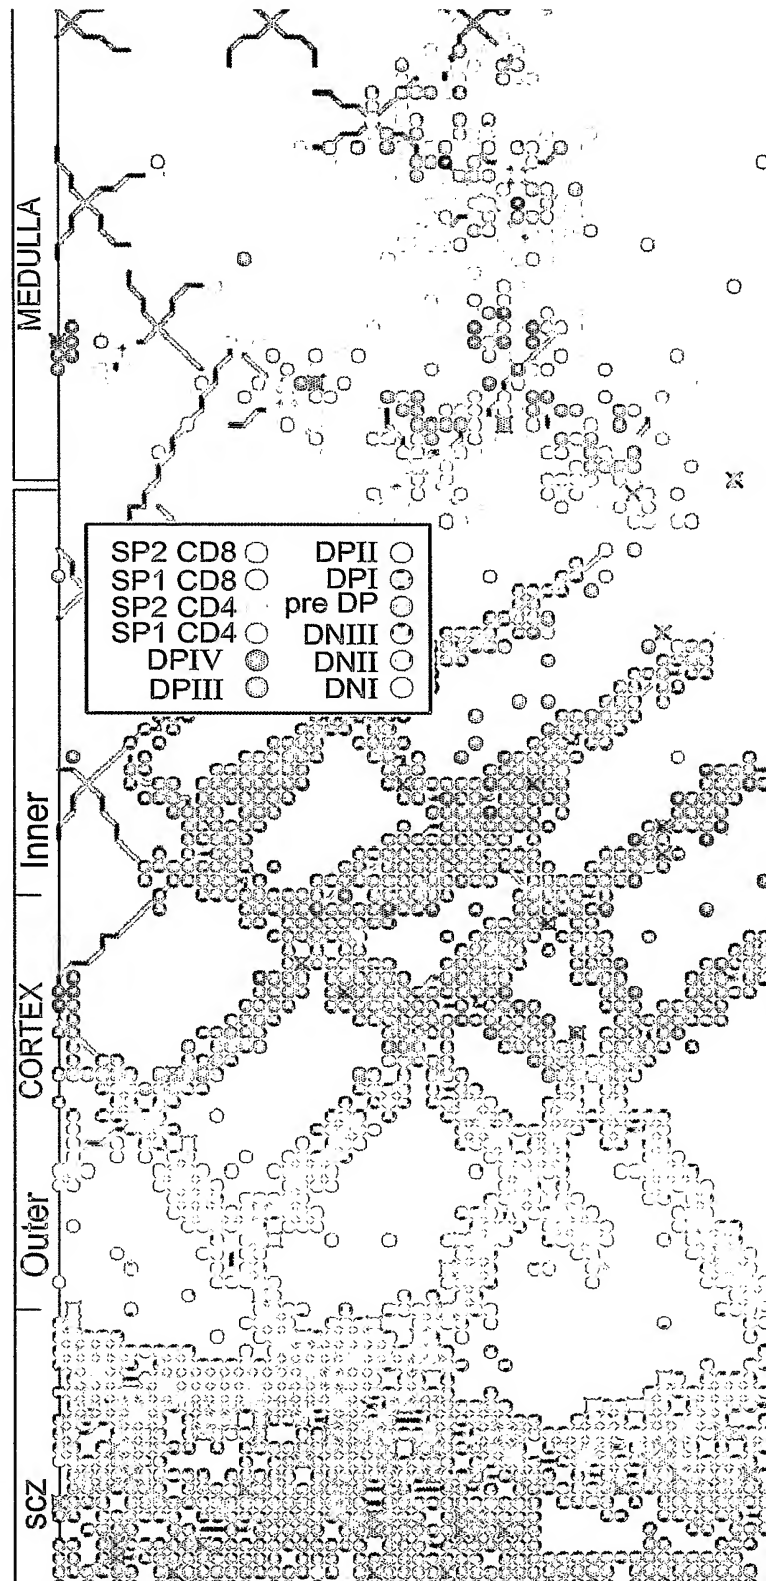 MEDULLA
SP2 CD8
SP1 CD8
SP2 CD4
SP1 CD4
DPIV
DPIII
DPII
DPI
pre DP
DNIII
DNII
DNI
Inner
CORTEX
Outer
SCZ